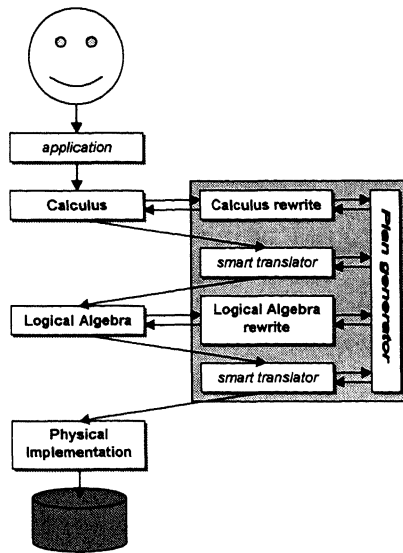 application
Calculus
Calculus rewrite
smart translator
Logical Algebra
Logical Algebra
rewrite
smart translator
Physical
Implementation
Plan generator